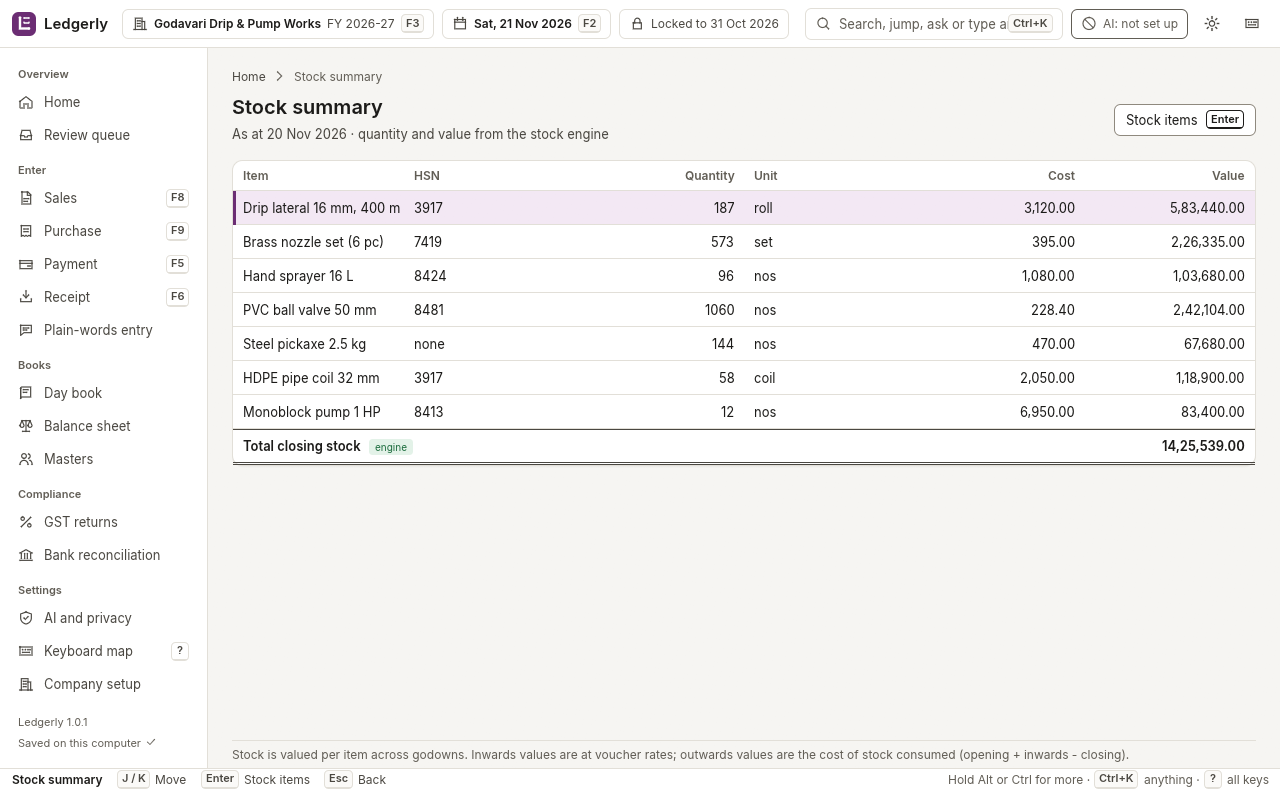 Ledgerly
Godavari Drip & Pump Works FY 2026-27 F3
Sat, 21 Nov 2026 F2
Locked to 31 Oct 2026
Search, jump, ask or type a Ctrl+K
AI: not set up
Overview
Home
Review queue
Enter
Sales F8
Purchase F9
Payment F5
Receipt F6
Plain-words entry
Books
Day book
Balance sheet
Masters
Compliance
GST returns
Bank reconciliation
Settings
AI and privacy
Keyboard map ?
Company setup
Ledgerly 1.0.1
Saved on this computer
Home Stock summary
Stock summary
As at 20 Nov 2026 · quantity and value from the stock engine
Stock items Enter
Item HSN Quantity Unit Cost Value
Drip lateral 16 mm, 400 m 3917 187 roll 3,120.00 5,83,440.00
Brass nozzle set (6 pc) 7419 573 set 395.00 2,26,335.00
Hand sprayer 16 L 8424 96 nos 1,080.00 1,03,680.00
PVC ball valve 50 mm 8481 1060 nos 228.40 2,42,104.00
Steel pickaxe 2.5 kg none 144 nos 470.00 67,680.00
HDPE pipe coil 32 mm 3917 58 coil 2,050.00 1,18,900.00
Monoblock pump 1 HP 8413 12 nos 6,950.00 83,400.00
Total closing stock engine 14,25,539.00
Stock is valued per item across godowns. Inwards values are at voucher rates; outwards values are the cost of stock consumed (opening + inwards - closing).
Stock summary J / K Move Enter Stock items Esc Back
Hold Alt or Ctrl for more · Ctrl+K anything · ? all keys